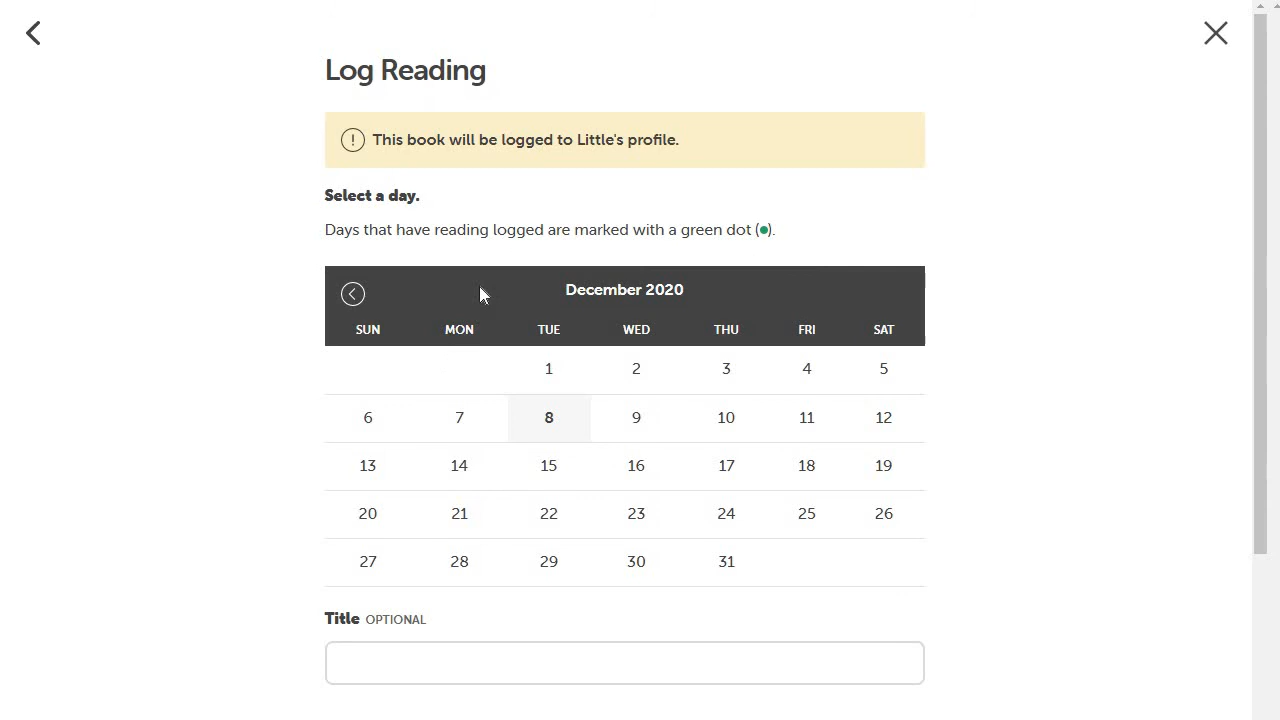 Log Reading
This book will be logged to Little's profile.
Select a day.
Days that have reading logged are marked with a green dot (●).
December 2020
SUN MON TUE WED THU FRI SAT
1 2 3 4 5
6 7 8 9 10 11 12
13 14 15 16 17 18 19
20 21 22 23 24 25 26
27 28 29 30 31
Title OPTIONAL